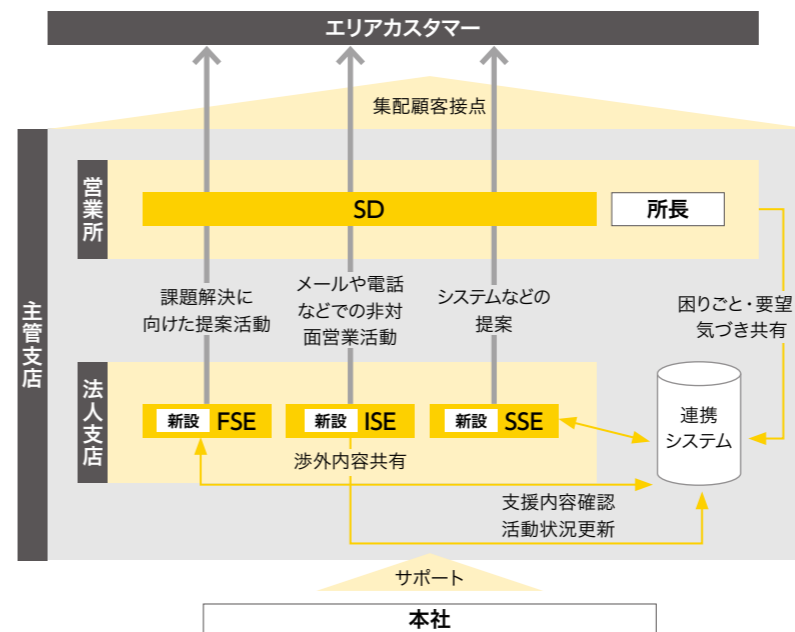 エリアカスタマー
集配顧客接点
主管支店
営業所
SD
所長
課題解決に
向けた提案活動
メールや電話
などでの非対
面営業活動
システムなどの
提案
困りごと・要望
気づき共有
法人支店
新設 FSE
新設 ISE
新設 SSE
連携
システム
渉外内容共有
支援内容確認
活動状況更新
サポート
本社